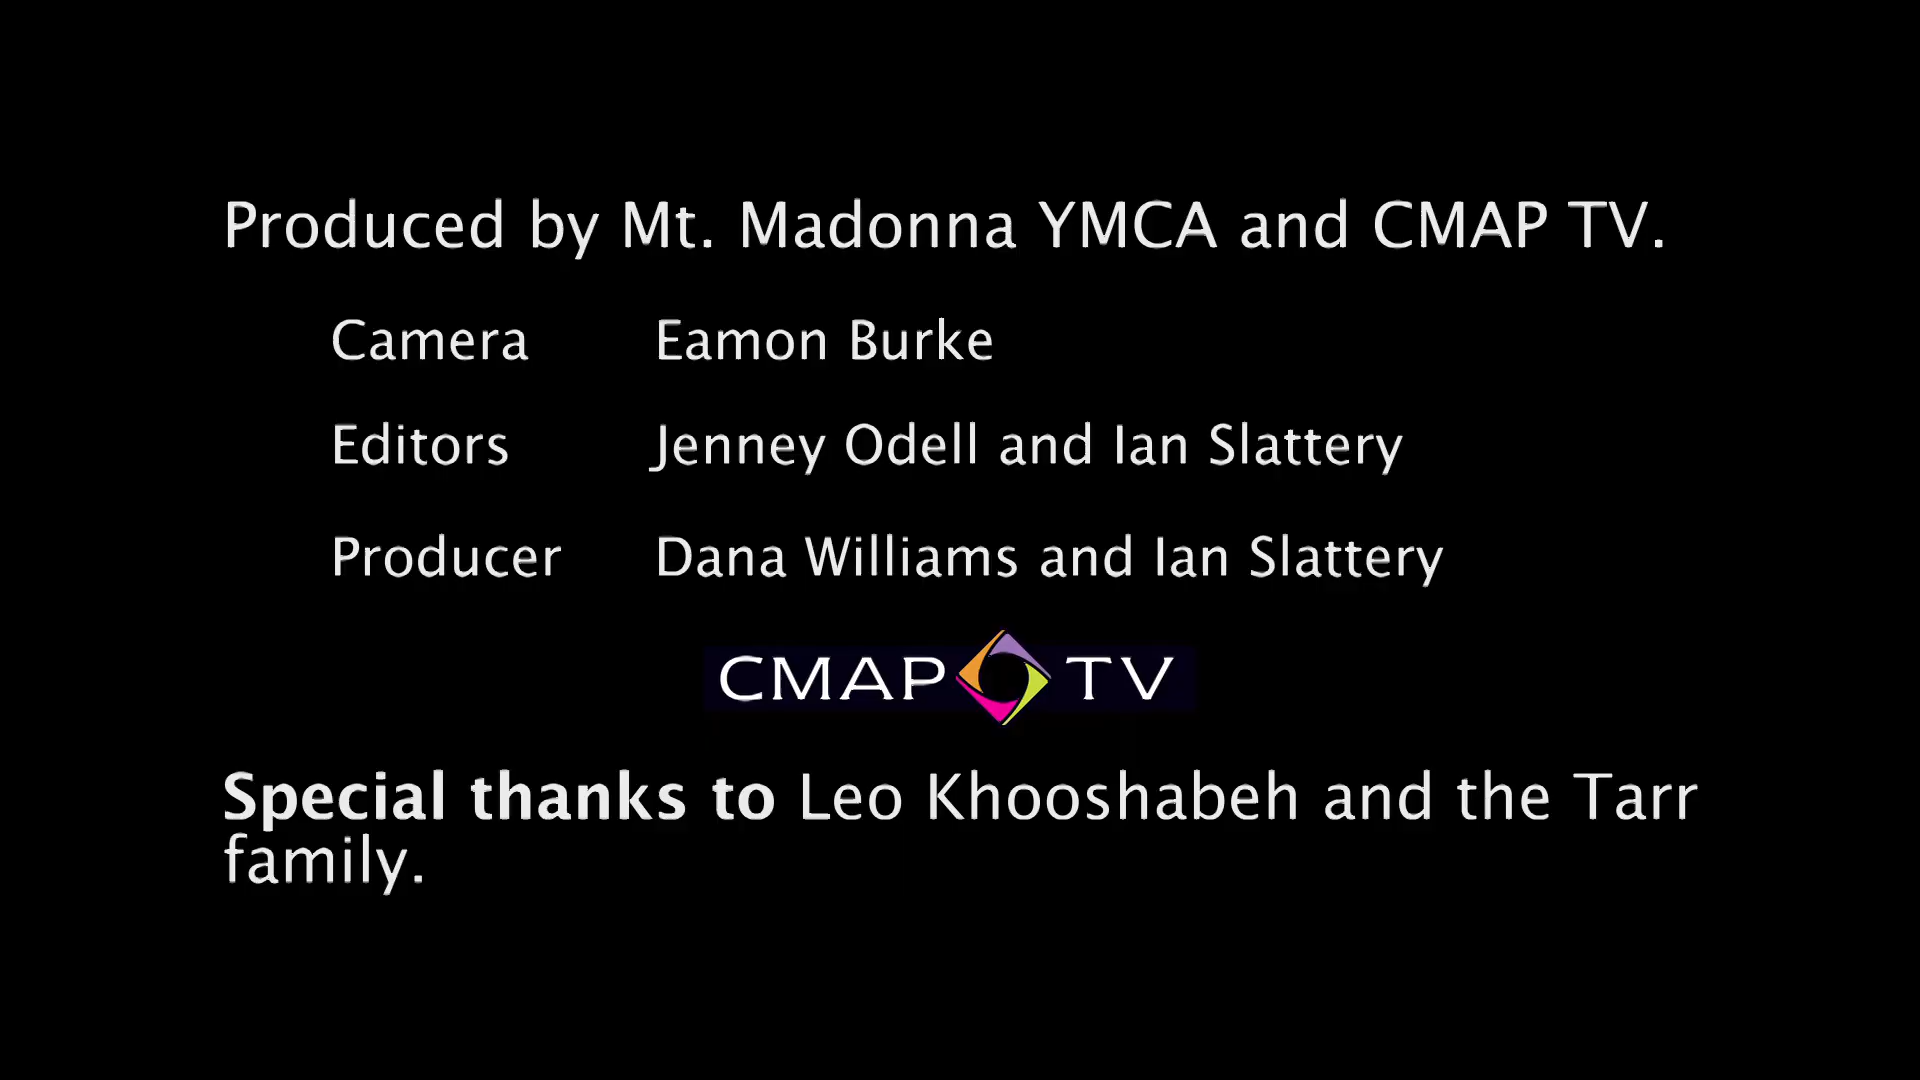 Produced by Mt. Madonna YMCA and CMAP TV.
Camera Eamon Burke
Editors Jenney Odell and Ian Slattery
Producer Dana Williams and Ian Slattery
CMAP TV
Special thanks to Leo Khooshabeh and the Tarr
family.